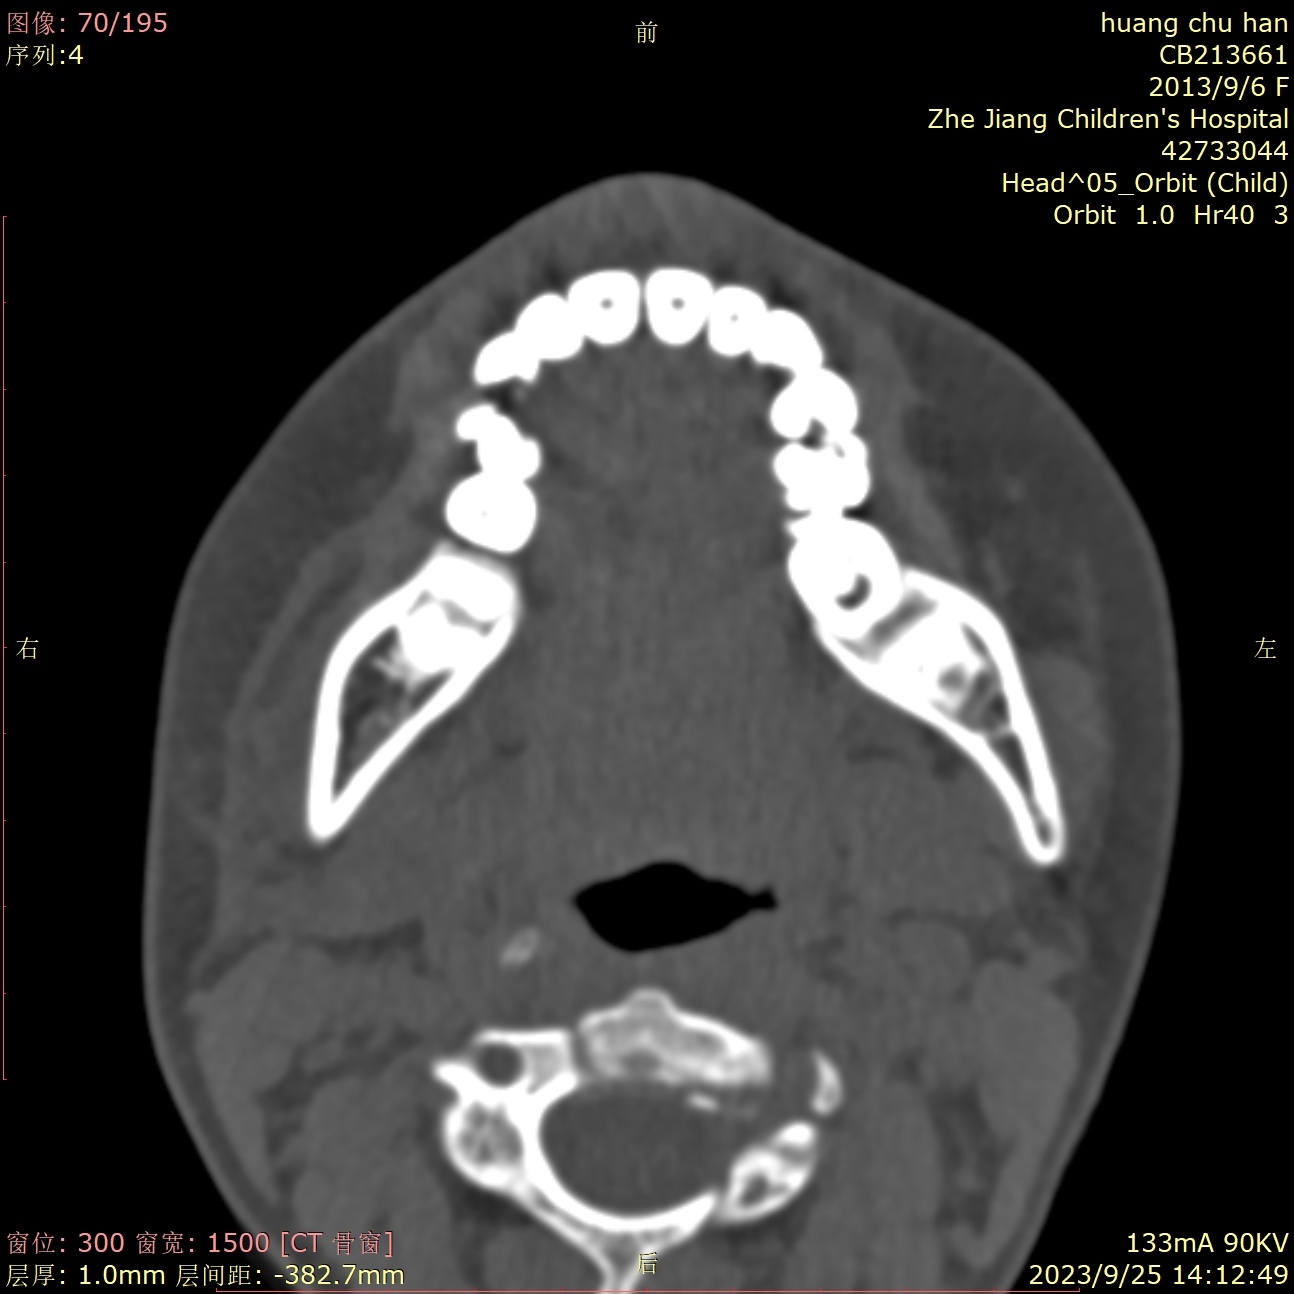 图像: 70/195
序列:4
前
huang chu han
CB213661
2013/9/6 F
Zhe Jiang Children's Hospital
42733044
Head^05_Orbit (Child)
Orbit 1.0 Hr40 3
右
左
窗位: 300 窗宽: 1500 [CT 骨窗]
层厚: 1.0mm 层间距: -382.7mm
后
133mA 90KV
2023/9/25 14:12:49